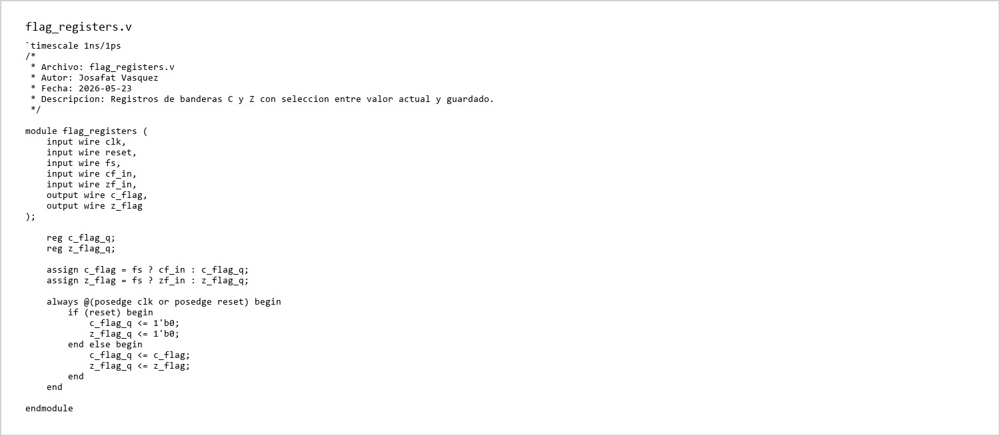 flag_registers.v
`timescale 1ns/1ps
/*
 * Archivo: flag_registers.v
 * Autor: Josafat Vasquez
 * Fecha: 2026-05-23
 * Descripcion: Registros de banderas C y Z con seleccion entre valor actual y guardado.
 */

module flag_registers (
    input wire clk,
    input wire reset,
    input wire fs,
    input wire cf_in,
    input wire zf_in,
    output wire c_flag,
    output wire z_flag
);

    reg c_flag_q;
    reg z_flag_q;

    assign c_flag = fs ? cf_in : c_flag_q;
    assign z_flag = fs ? zf_in : z_flag_q;

    always @(posedge clk or posedge reset) begin
        if (reset) begin
            c_flag_q <= 1'b0;
            z_flag_q <= 1'b0;
        end else begin
            c_flag_q <= c_flag;
            z_flag_q <= z_flag;
        end
    end

endmodule